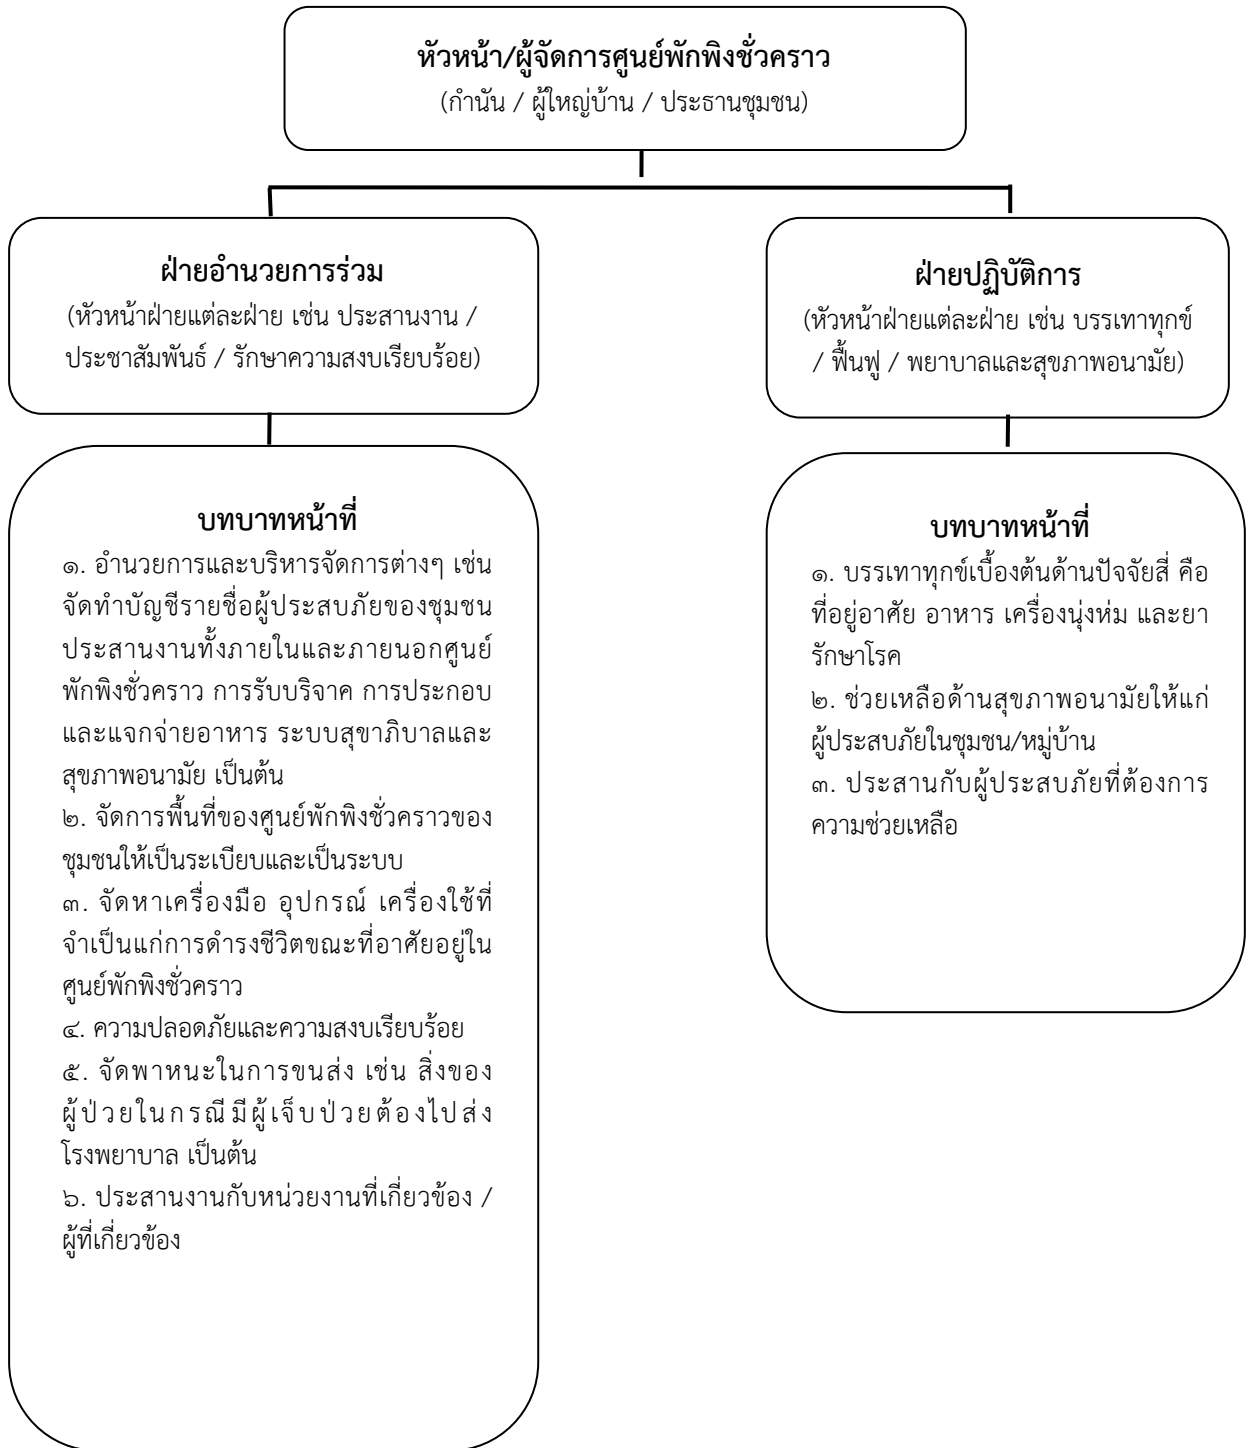 หัวหน้า/ผู้จัดการศูนย์พักพิงชั่วคราว
(กำนัน / ผู้ใหญ่บ้าน / ประธานชุมชน)
ฝ่ายอำนวยการร่วม
(หัวหน้าฝ่ายแต่ละฝ่าย เช่น ประสานงาน /
ประชาสัมพันธ์ / รักษาความสงบเรียบร้อย)
ฝ่ายปฏิบัติการ
(หัวหน้าฝ่ายแต่ละฝ่าย เช่น บรรเทาทุกข์
/ ฟื้นฟู / พยาบาลและสุขภาพอนามัย)
บทบาทหน้าที่
๑. อำนวยการและบริหารจัดการต่างๆ เช่น
จัดทำบัญชีรายชื่อผู้ประสบภัยของชุมชน
ประสานงานทั้งภายในและภายนอกศูนย์
พักพิงชั่วคราว การรับบริจาค การประกอบ
และแจกจ่ายอาหาร ระบบสุขาภิบาลและ
สุขภาพอนามัย เป็นต้น
๒. จัดการพื้นที่ของศูนย์พักพิงชั่วคราวของ
ชุมชนให้เป็นระเบียบและเป็นระบบ
๓. จัดหาเครื่องมือ อุปกรณ์ เครื่องใช้ที่
จำเป็นแก่การดำรงชีวิตขณะที่อาศัยอยู่ใน
ศูนย์พักพิงชั่วคราว
๔. ความปลอดภัยและความสงบเรียบร้อย
๕. จัดพาหนะในการขนส่ง เช่น สิ่งของ
ผู้ป่วยในกรณีมีผู้เจ็บป่วยต้องไปส่ง
โรงพยาบาล เป็นต้น
๖. ประสานงานกับหน่วยงานที่เกี่ยวข้อง /
ผู้ที่เกี่ยวข้อง
บทบาทหน้าที่
๑. บรรเทาทุกข์เบื้องต้นด้านปัจจัยสี่ คือ
ที่อยู่อาศัย อาหาร เครื่องนุ่งห่ม และยา
รักษาโรค
๒. ช่วยเหลือด้านสุขภาพอนามัยให้แก่
ผู้ประสบภัยในชุมชน/หมู่บ้าน
๓. ประสานกับผู้ประสบภัยที่ต้องการ
ความช่วยเหลือ